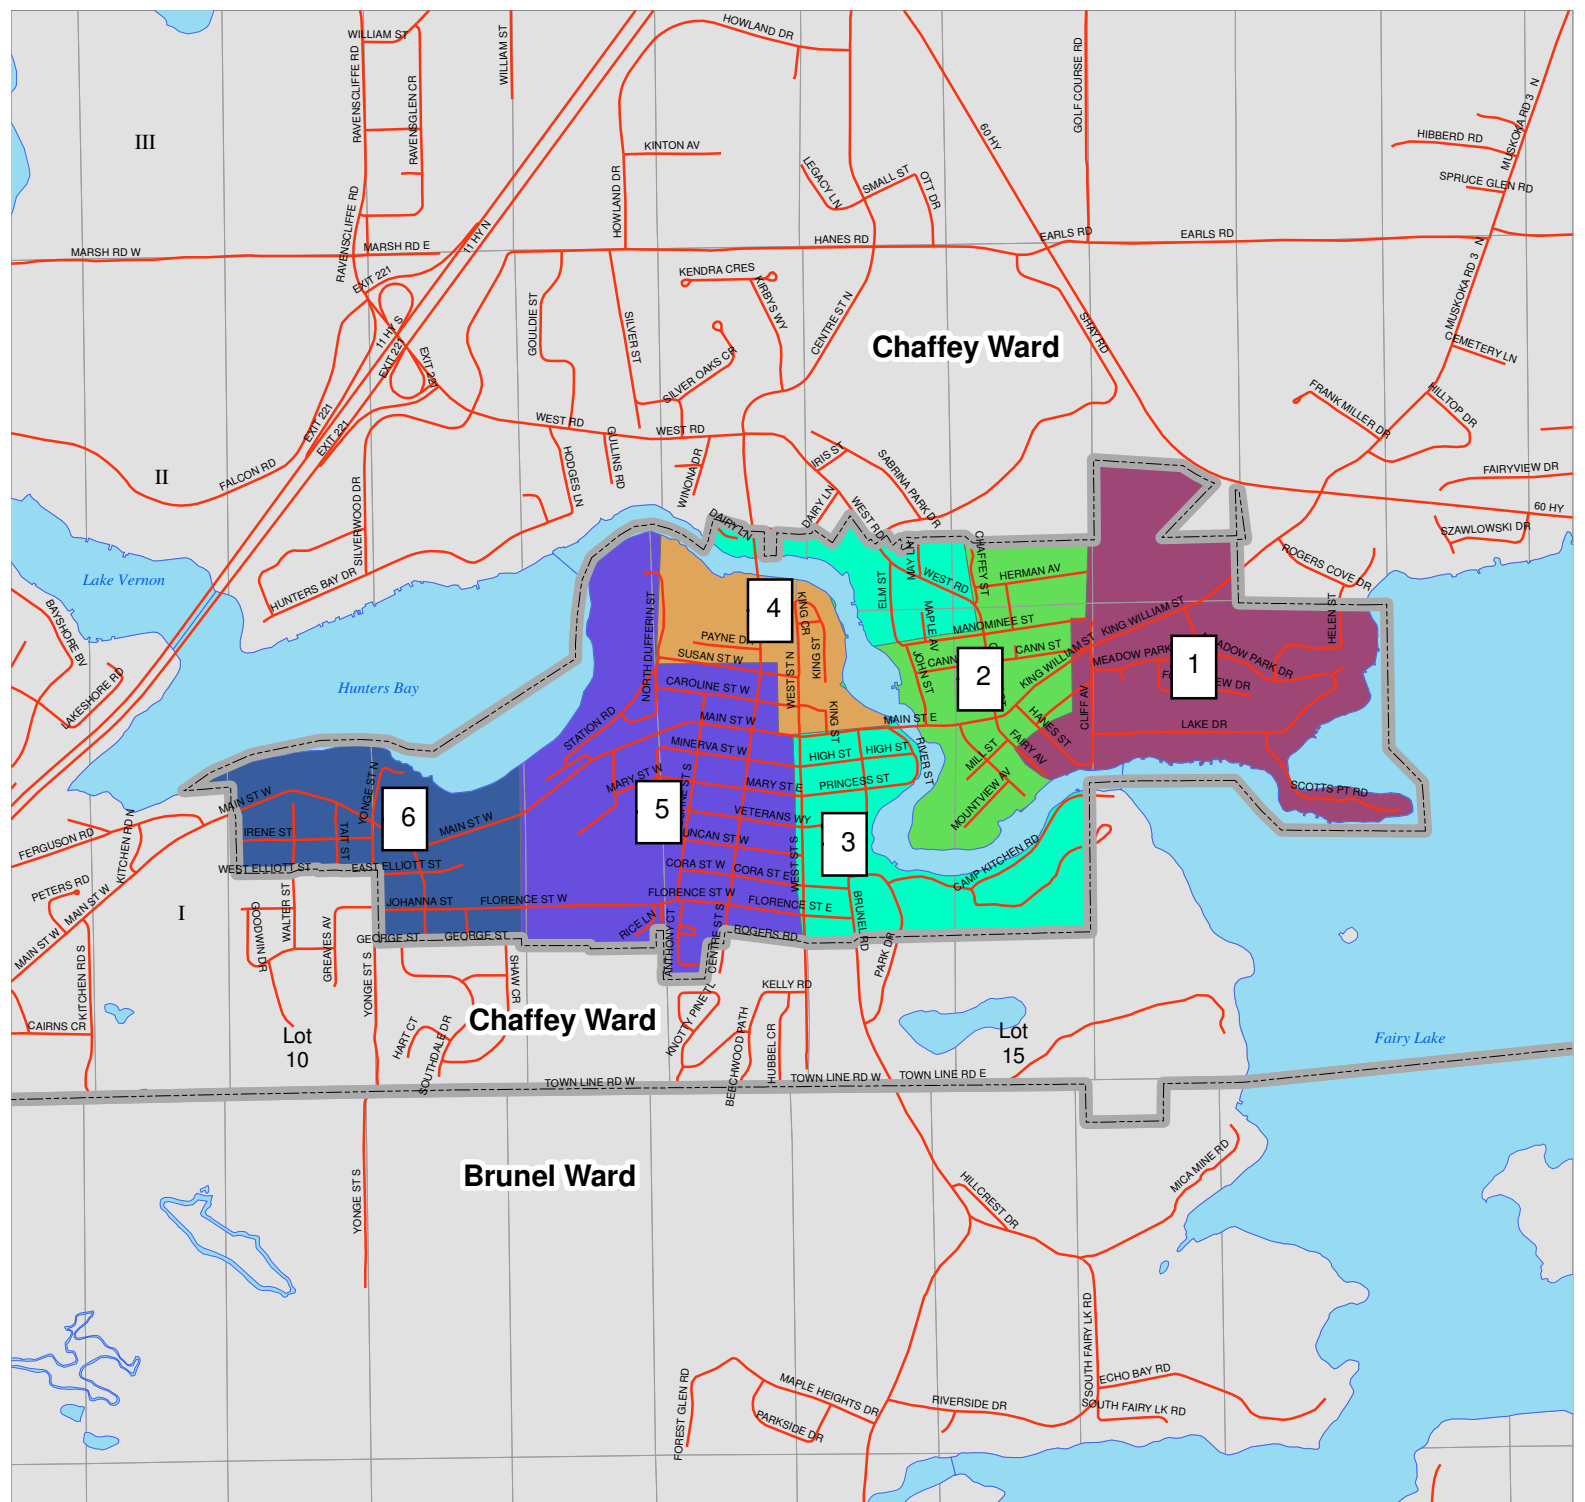 WILLIAM ST
RAVENSCLIFFE RD
RAVENSGLEN CR
WILLIAM ST
HOWLAND DR
GOLF COURSE RD
60 HY
MUSKOKA RD 3 N
HIBBERD RD
SPRUCE GLEN RD
III
KINTON AV
HOWLAND DR
LEGACY LN
SMALL ST
OTT DR
RAVENSCLIFFE RD
MARSH RD W
MARSH RD E
11 HY N
HANES RD
EARLS RD
EARLS RD
MUSKOKA RD 3 N
EXIT 221
KENDRA CRES
KIRBYS WY
CENTRE ST N
GOULDIE ST
SILVER ST
11 HY S
EXIT 221
EXIT 221
SILVER OAKS CR
Chaffey Ward
SHAY RD
CEMETERY LN
FRANK MILLER DR
HILLTOP DR
EXIT 221
EXIT 221
WEST RD
WEST RD
IRIS ST
SABRINA PARK DR
II
FALCON RD
HODGES LN
GULLINS RD
WINONA DR
FAIRYVIEW DR
60 HY
SZAWLOWSKI DR
SILVERWOOD DR
DAIRY LN
DAIRY LN
WEST RD
Lake Vernon
HUNTERS BAY DR
ROGERS COVE DR
HELEN ST
BAYSHORE BV
LAKESHORE RD
Hunters Bay
NORTH DUFFERIN ST
ELM ST
MAY LN
WEST RD
CHAFFEY ST
HERMAN AV
MAPLE AV
MANOMINEE ST
KING WILLIAM ST
4
KING CR
KING ST
PAYNE DR
SUSAN ST W
WEST ST N
CAROLINE ST W
JOHN ST
CANN
CANN ST
KING WILLIAM ST
2
1
MEADOW PARK
MEADOW PARK DR
CLIFF AV
LAKE DR
STATION RD
MAIN ST W
KING ST
MAIN ST E
HANES ST
FAIRY AV
MINERVA ST W
HIGH ST
HIGH ST
RIVER ST
MILL ST
MOUNTVIEW AV
MARY ST W
MARY ST E
PRINCESS ST
SCOTTS PT RD
YONGE ST N
MAIN ST W
6
MAIN ST W
5
VETERANS WY
3
IRENE ST
TAIT ST
DUNCAN ST W
WEST ST S
FERGUSON RD
KITCHEN RD N
WEST ELLIOTT ST
EAST ELLIOTT ST
CORA ST W
CORA ST E
CAMP KITCHEN RD
PETERS RD
MAIN ST W
MAIN ST W
I
GOODWIN DR
WALTER ST
GREAVES AV
JOHANNA ST
FLORENCE ST W
FLORENCE ST W
FLORENCE ST E
BRUNEL RD
GEORGE ST
GEORGE ST
RICE LN
ANTHONY CT
CENTRE ST S
ROGERS RD
PARK DR
KITCHEN RD S
YONGE ST S
SHAW CR
KELLY RD
KNOTTY PINE TL
BEECHWOOD PATH
HUBBEL CR
CAIRNS CR
Lot
10
HART CT
SOUTHDALE DR
Chaffey Ward
Lot
15
Fairy Lake
TOWN LINE RD W
TOWN LINE RD W
TOWN LINE RD E
Brunel Ward
YONGE ST S
HILLCREST DR
MICA MINE RD
SOUTH FAIRY LK RD
FOREST GLEN RD
MAPLE HEIGHTS DR
PARKSIDE DR
RIVERSIDE DR
ECHO BAY RD
SOUTH FAIRY LK RD